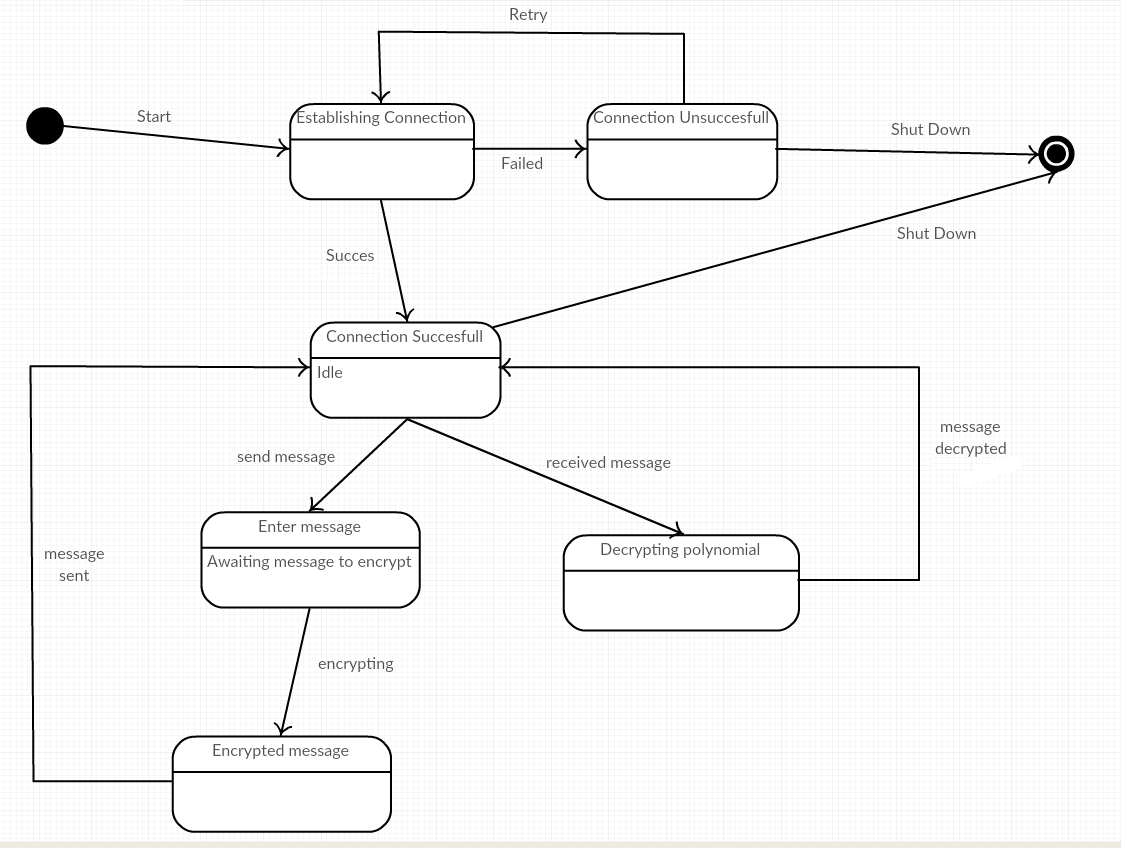 Retry
Start
Establishing Connection
Connection Unsuccesfull
Shut Down
Failed
Shut Down
Succes
Connection Succesfull
Idle
message
decrypted
send message
received message
Enter message
Awaiting message to encrypt
Decrypting polynomial
message
sent
encrypting
Encrypted message